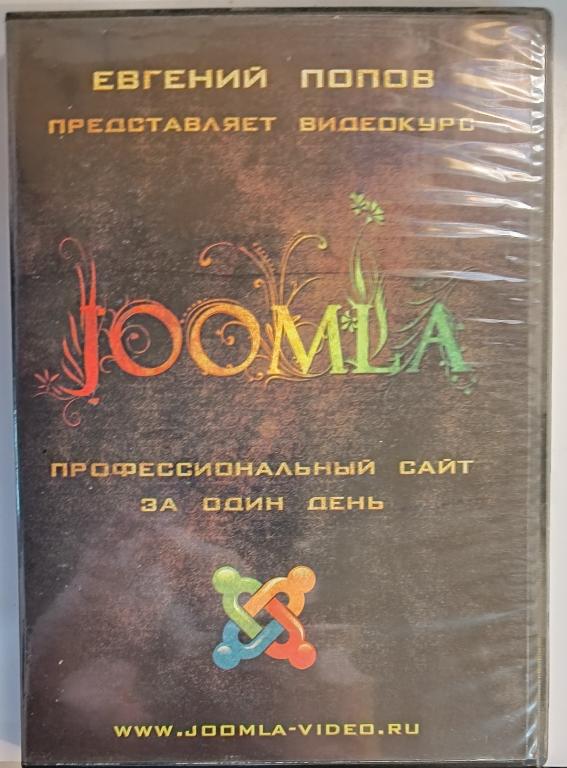 ЕВГЕНИЙ ПОПОВ
ПРЕДСТАВЛЯЕТ ВИДЕОКУРС
JOOMLA
ПРОФЕССИОНАЛЬНЫЙ САЙТ
ЗА ОДИН ДЕНЬ
WWW.JOOMLA-VIDEO.RU